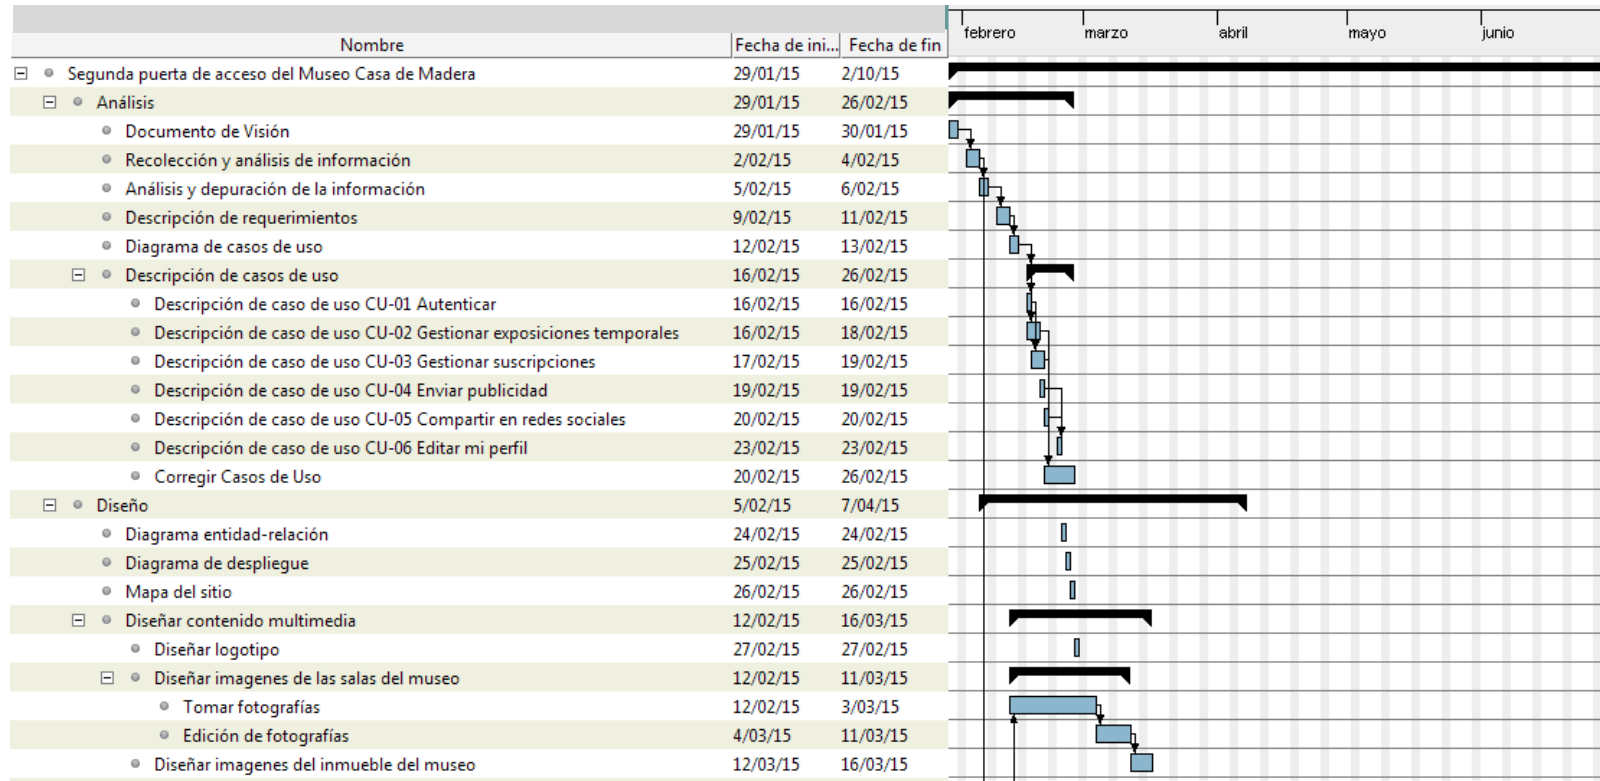 febrero marzo abril mayo junio
Nombre Fecha de ini... Fecha de fin
Segunda puerta de acceso del Museo Casa de Madera 29/01/15 2/10/15
Análisis 29/01/15 26/02/15
Documento de Visión 29/01/15 30/01/15
Recolección y análisis de información 2/02/15 4/02/15
Análisis y depuración de la información 5/02/15 6/02/15
Descripción de requerimientos 9/02/15 11/02/15
Diagrama de casos de uso 12/02/15 13/02/15
Descripción de casos de uso 16/02/15 26/02/15
Descripción de caso de uso CU-01 Autenticar 16/02/15 16/02/15
Descripción de caso de uso CU-02 Gestionar exposiciones temporales 16/02/15 18/02/15
Descripción de caso de uso CU-03 Gestionar suscripciones 17/02/15 19/02/15
Descripción de caso de uso CU-04 Enviar publicidad 19/02/15 19/02/15
Descripción de caso de uso CU-05 Compartir en redes sociales 20/02/15 20/02/15
Descripción de caso de uso CU-06 Editar mi perfil 23/02/15 23/02/15
Corregir Casos de Uso 20/02/15 26/02/15
Diseño 5/02/15 7/04/15
Diagrama entidad-relación 24/02/15 24/02/15
Diagrama de despliegue 25/02/15 25/02/15
Mapa del sitio 26/02/15 26/02/15
Diseñar contenido multimedia 12/02/15 16/03/15
Diseñar logotipo 27/02/15 27/02/15
Diseñar imagenes de las salas del museo 12/02/15 11/03/15
Tomar fotografías 12/02/15 3/03/15
Edición de fotografías 4/03/15 11/03/15
Diseñar imagenes del inmueble del museo 12/03/15 16/03/15